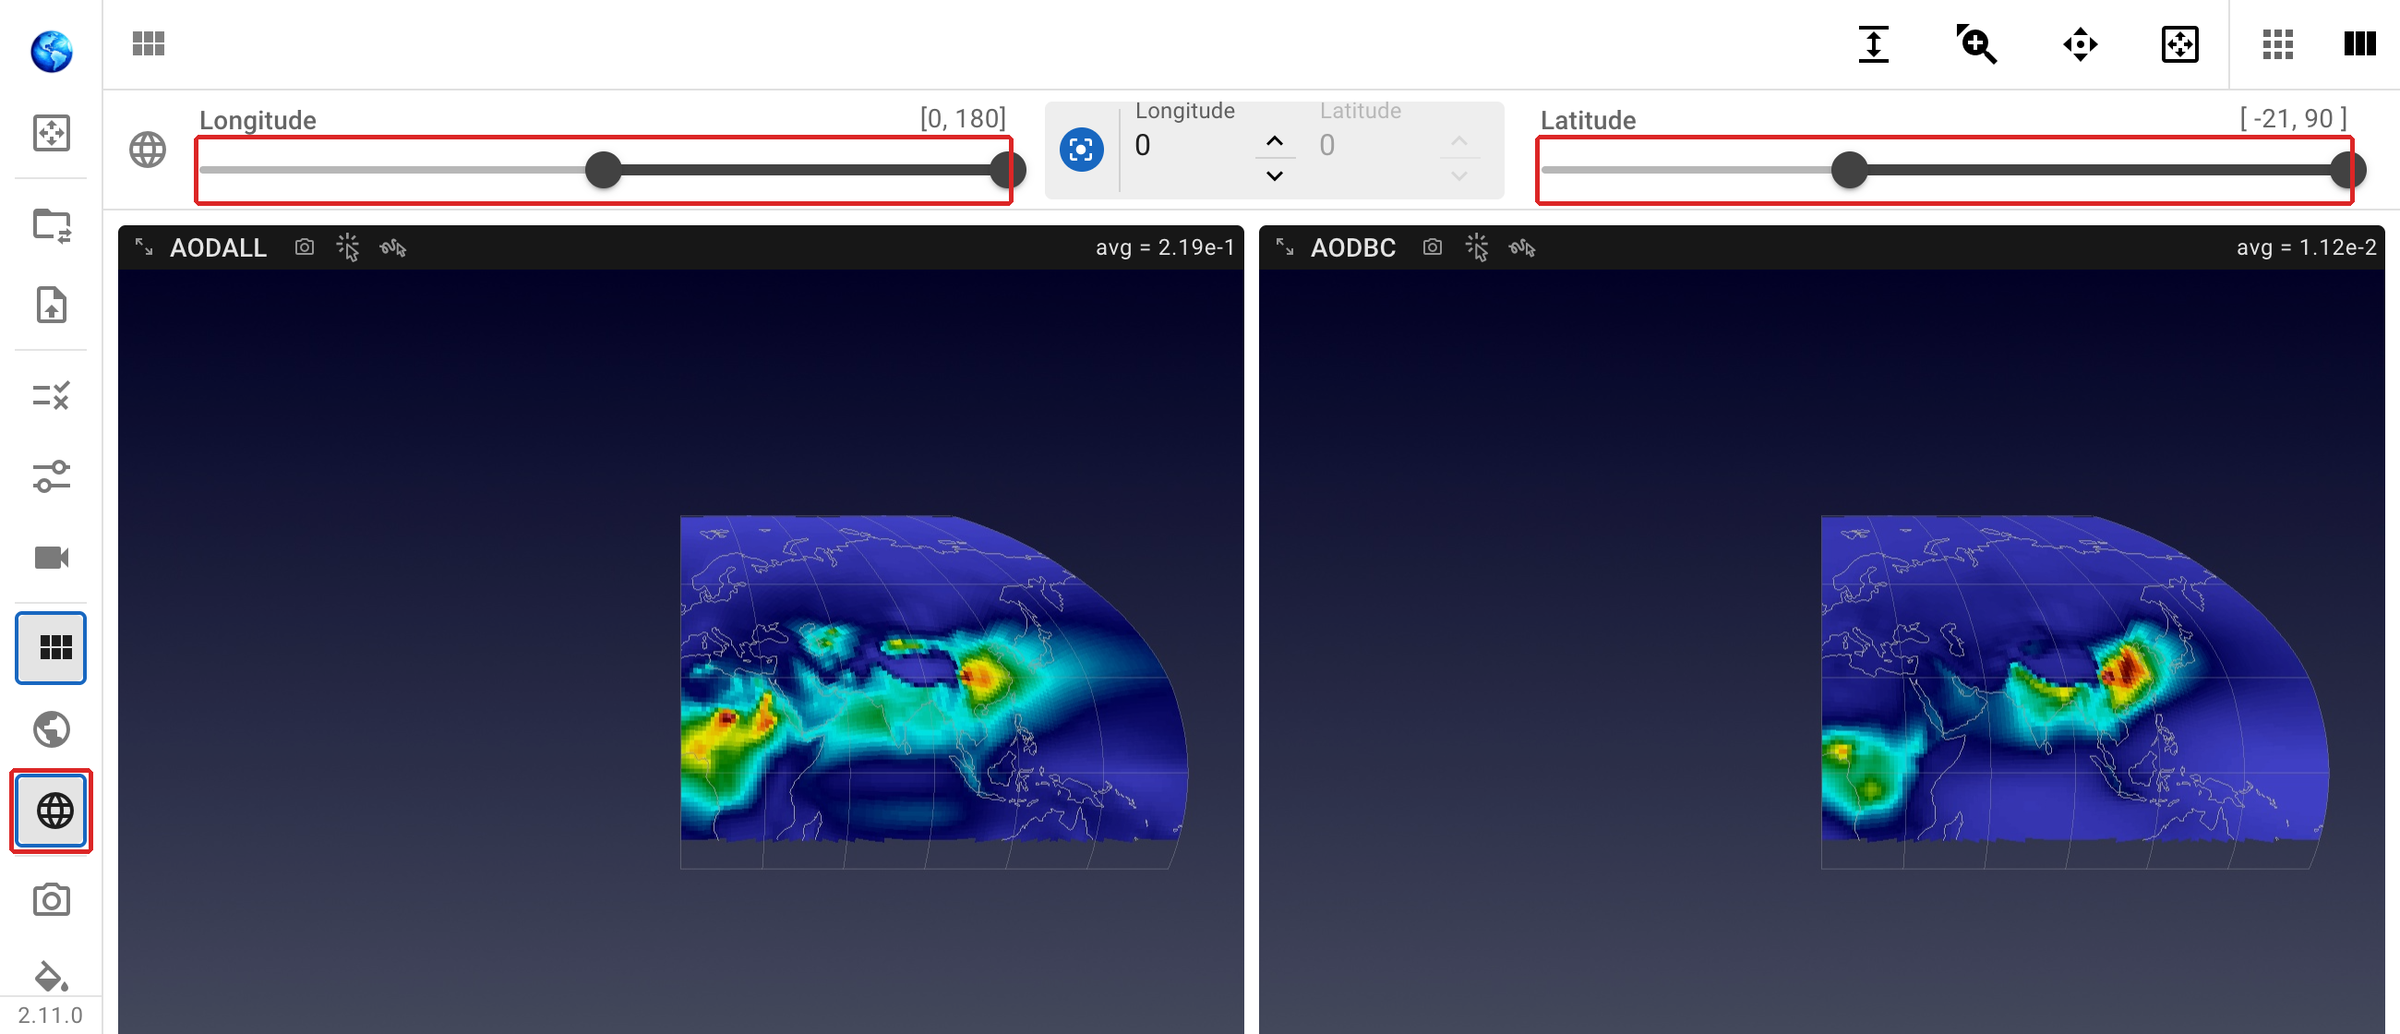 Longitude [0, 180]
Longitude Latitude
0 0
Latitude [ -21, 90 ]
AODALL avg = 2.19e-1
AODBC avg = 1.12e-2
2.11.0